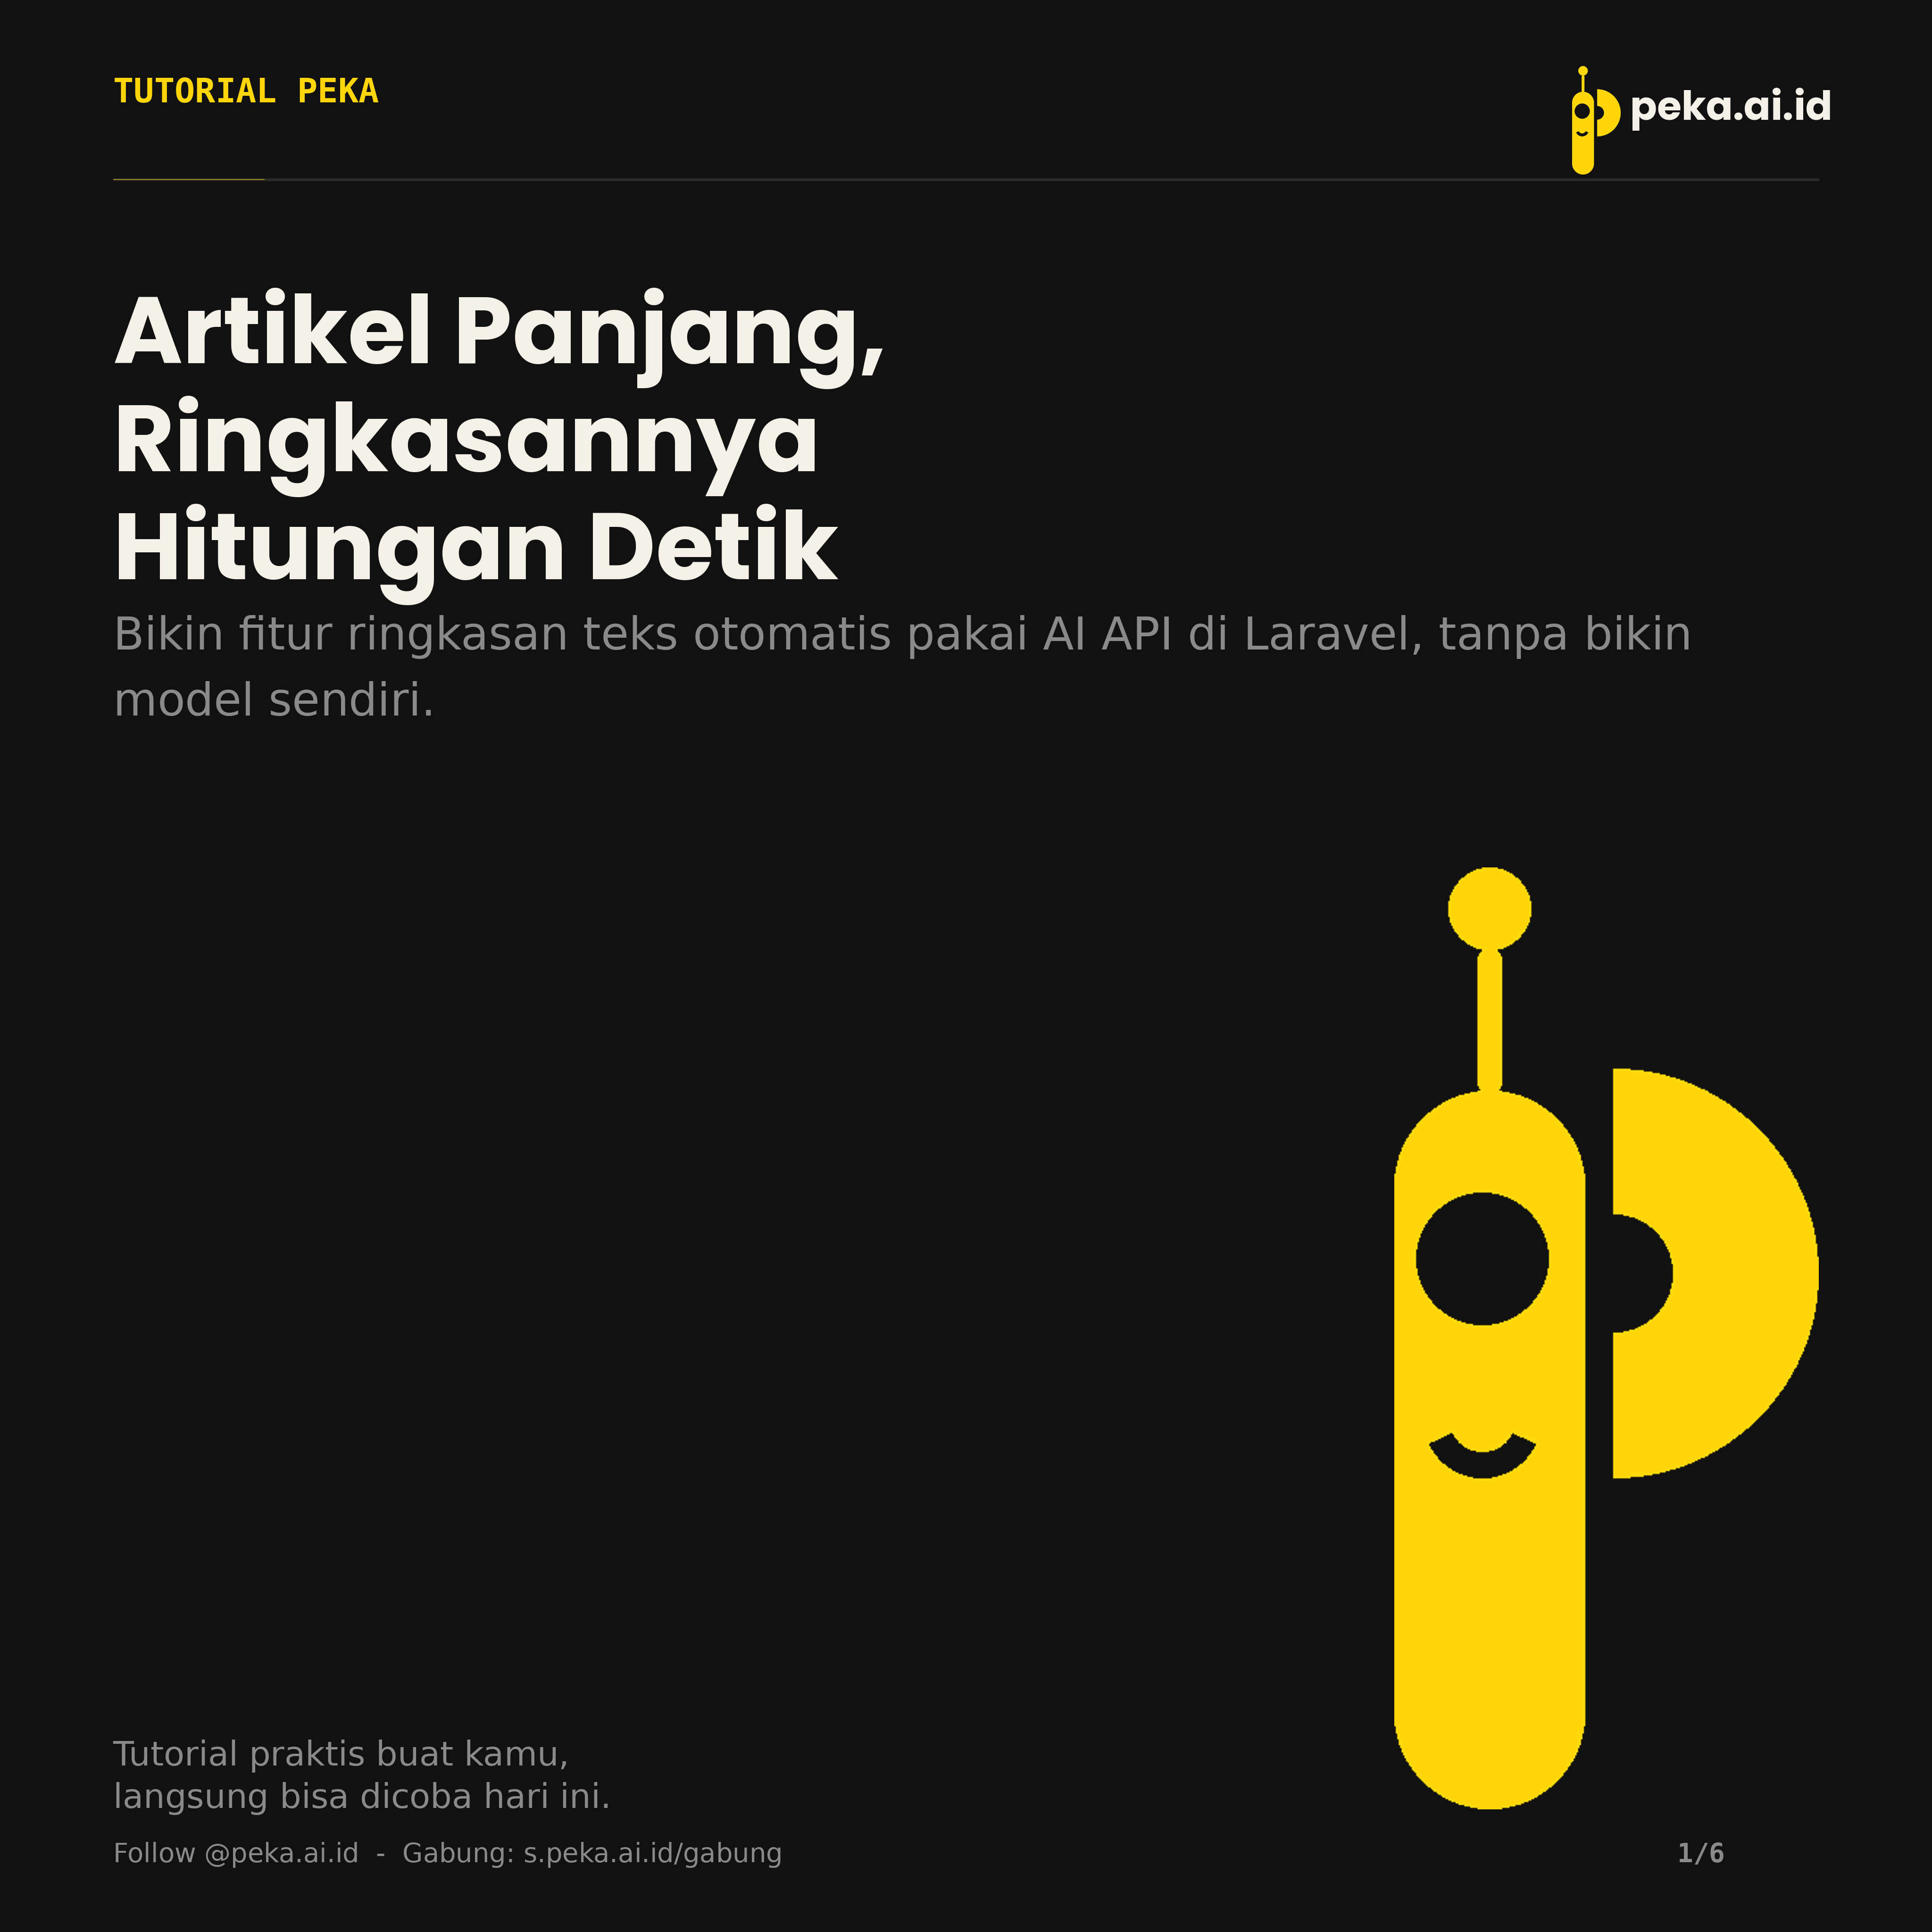 TUTORIAL PEKA
peka.ai.id
Artikel Panjang,
Ringkasannya
Hitungan Detik
Bikin fitur ringkasan teks otomatis pakai AI API di Laravel, tanpa bikin
model sendiri.
Tutorial praktis buat kamu,
langsung bisa dicoba hari ini.
Follow @peka.ai.id - Gabung: s.peka.ai.id/gabung
1/6